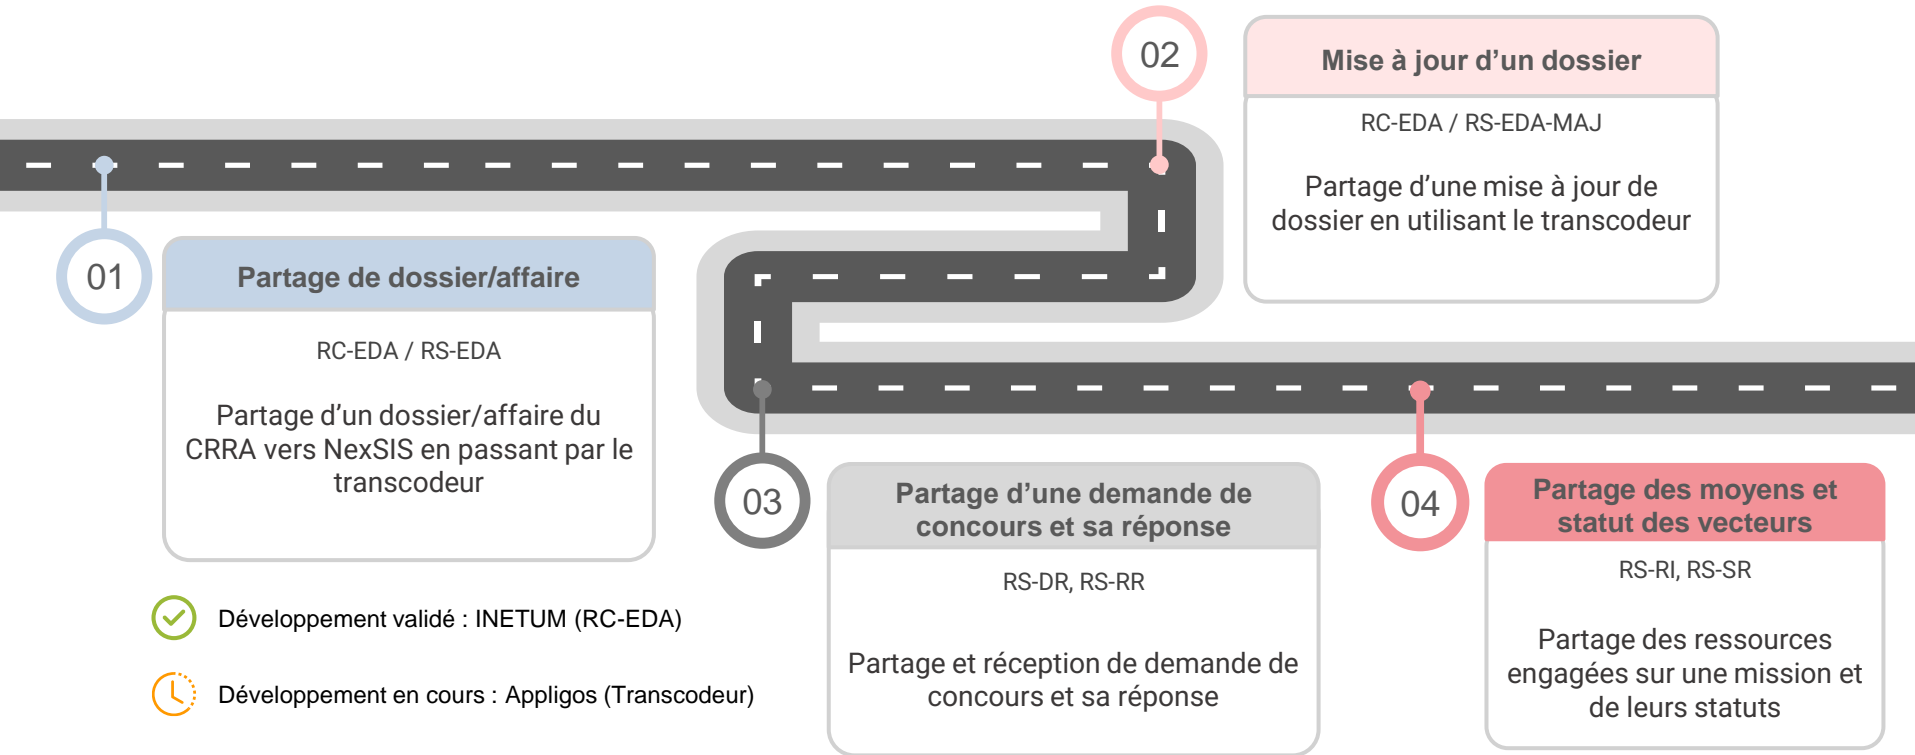 01
Partage de dossier/affaire
RC-EDA / RS-EDA
Partage d’un dossier/affaire du
CRRA vers NexSIS en passant par le
transcodeur
Développement validé : INETUM (RC-EDA)
Développement en cours : Appligos (Transcodeur)
02
Mise à jour d’un dossier
RC-EDA / RS-EDA-MAJ
Partage d’une mise à jour de
dossier en utilisant le transcodeur
03
Partage d’une demande de
concours et sa réponse
RS-DR, RS-RR
Partage et réception de demande de
concours et sa réponse
04
Partage des moyens et
statut des vecteurs
RS-RI, RS-SR
Partage des ressources
engagées sur une mission et
de leurs statuts